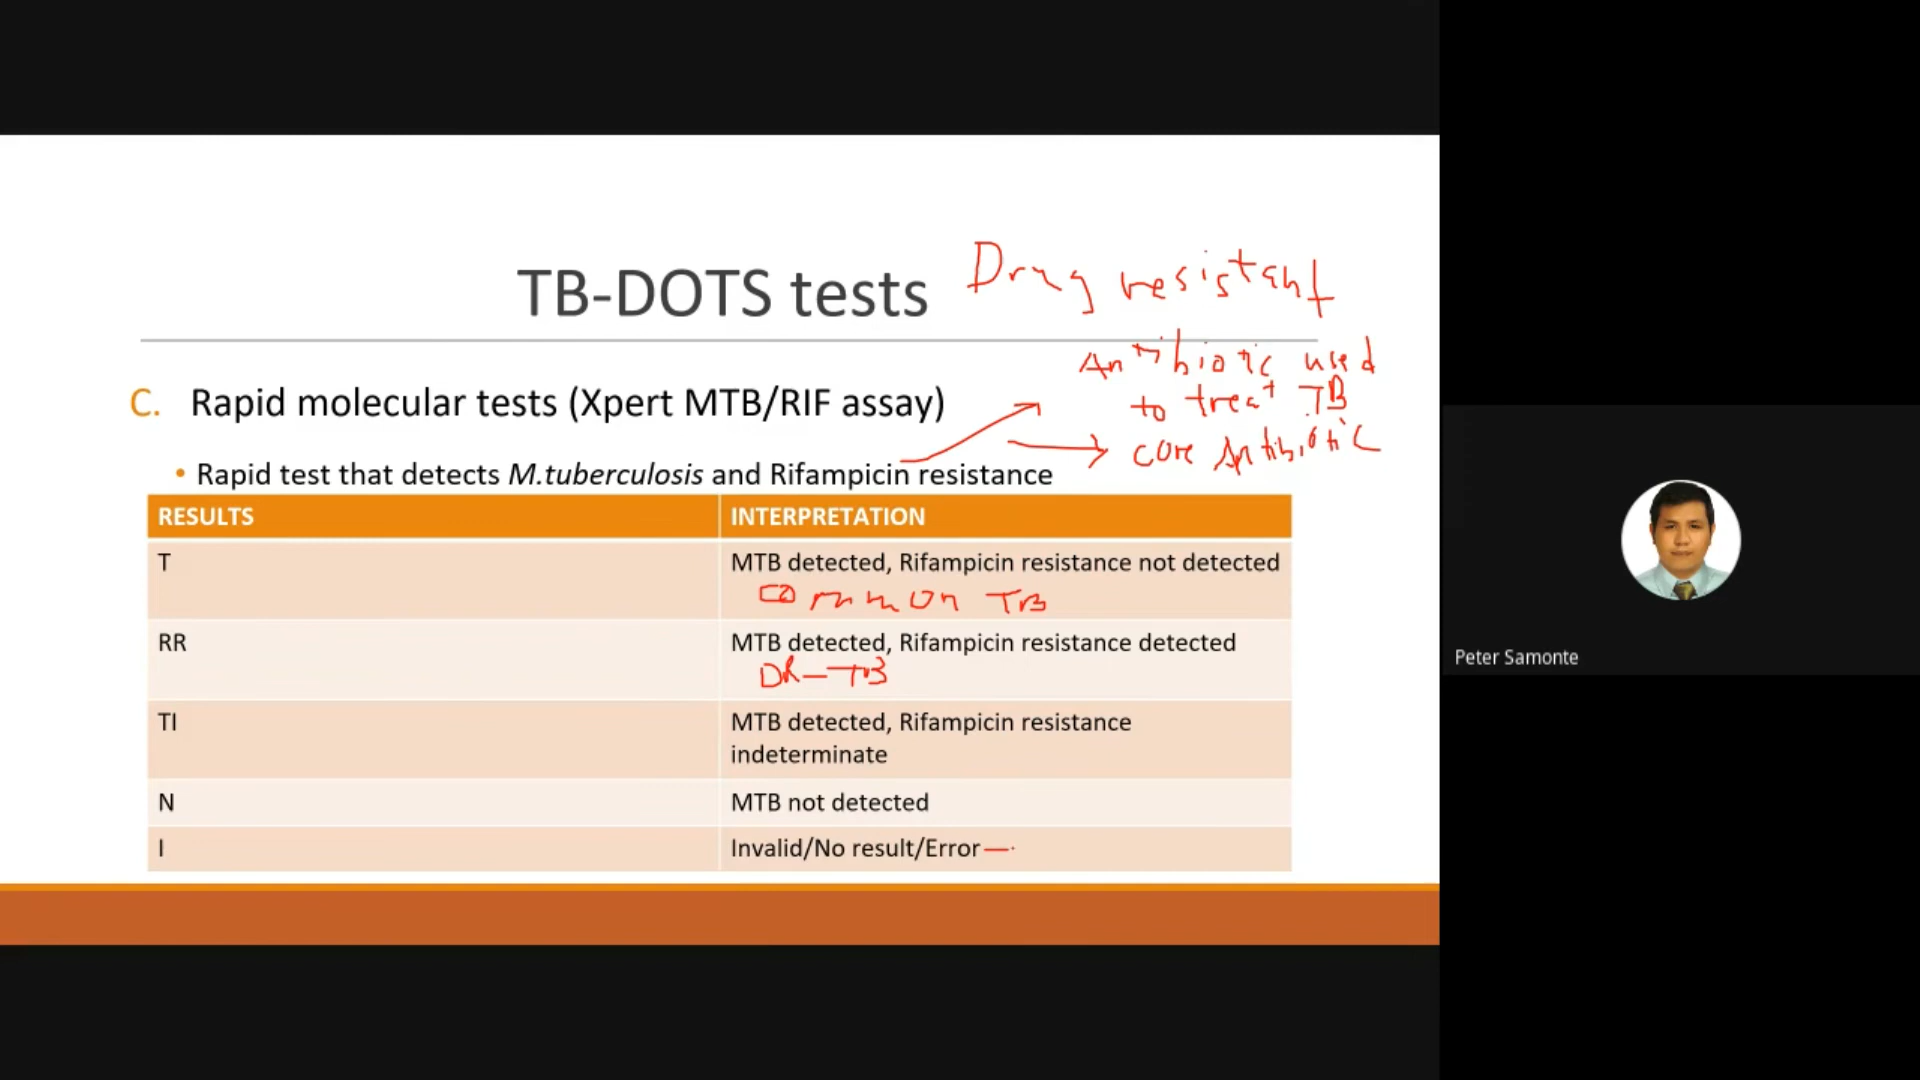 TB-DOTS tests
Drug resistant
Antibiotic used
to treat TB
core Antibiotic
C. Rapid molecular tests (Xpert MTB/RIF assay)
• Rapid test that detects M.tuberculosis and Rifampicin resistance
RESULTS INTERPRETATION
T MTB detected, Rifampicin resistance not detected
Common TB
RR MTB detected, Rifampicin resistance detected
DR-TB
TI MTB detected, Rifampicin resistance
indeterminate
N MTB not detected
I Invalid/No result/Error
Peter Samonte